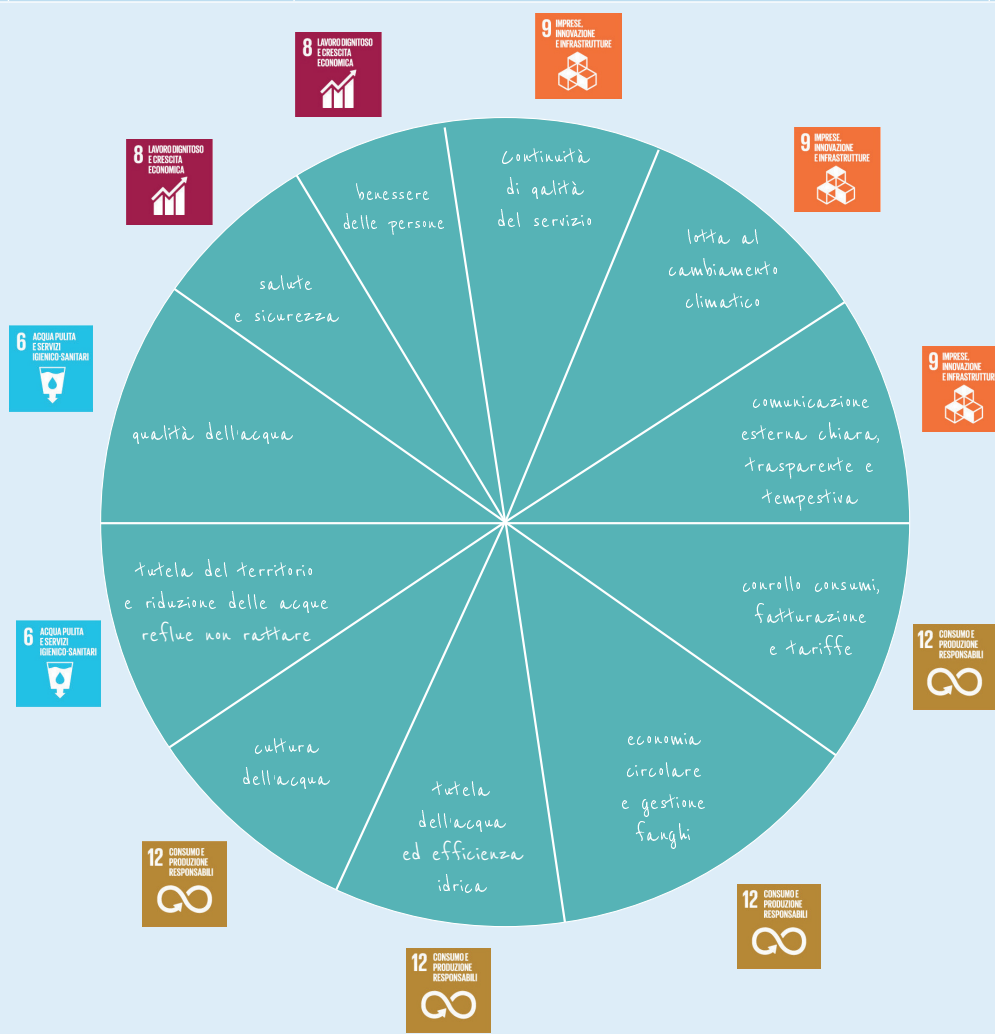 8 LAVORO DIGNITOSO
E CRESCITA
ECONOMICA
9 IMPRESE,
INNOVAZIONE
E INFRASTRUTTURE
8 LAVORO DIGNITOSO
E CRESCITA
ECONOMICA
9 IMPRESE,
INNOVAZIONE
E INFRASTRUTTURE
benessere
delle persone
continuità
di qalità
del servizio
lotta al
cambiamento
climatico
salute
e sicurezza
6 ACQUA PULITA
E SERVIZI
IGIENICO-SANITARI
9 IMPRESE,
INNOVAZIONE
E INFRASTRUTTURE
qualità dell'acqua
comunicazione
esterna chiara,
trasparente e
tempestiva
tutela del territorio
e riduzione delle acque
reflue non rattare
conrollo consumi,
fatturazione
e tariffe
6 ACQUA PULITA
E SERVIZI
IGIENICO-SANITARI
12 CONSUMO E
PRODUZIONE
RESPONSABILI
cultura
dell'acqua
tutela
dell'acqua
ed efficienza
idrica
economia
circolare
e gestione
fanghi
12 CONSUMO E
PRODUZIONE
RESPONSABILI
12 CONSUMO E
PRODUZIONE
RESPONSABILI
12 CONSUMO E
PRODUZIONE
RESPONSABILI